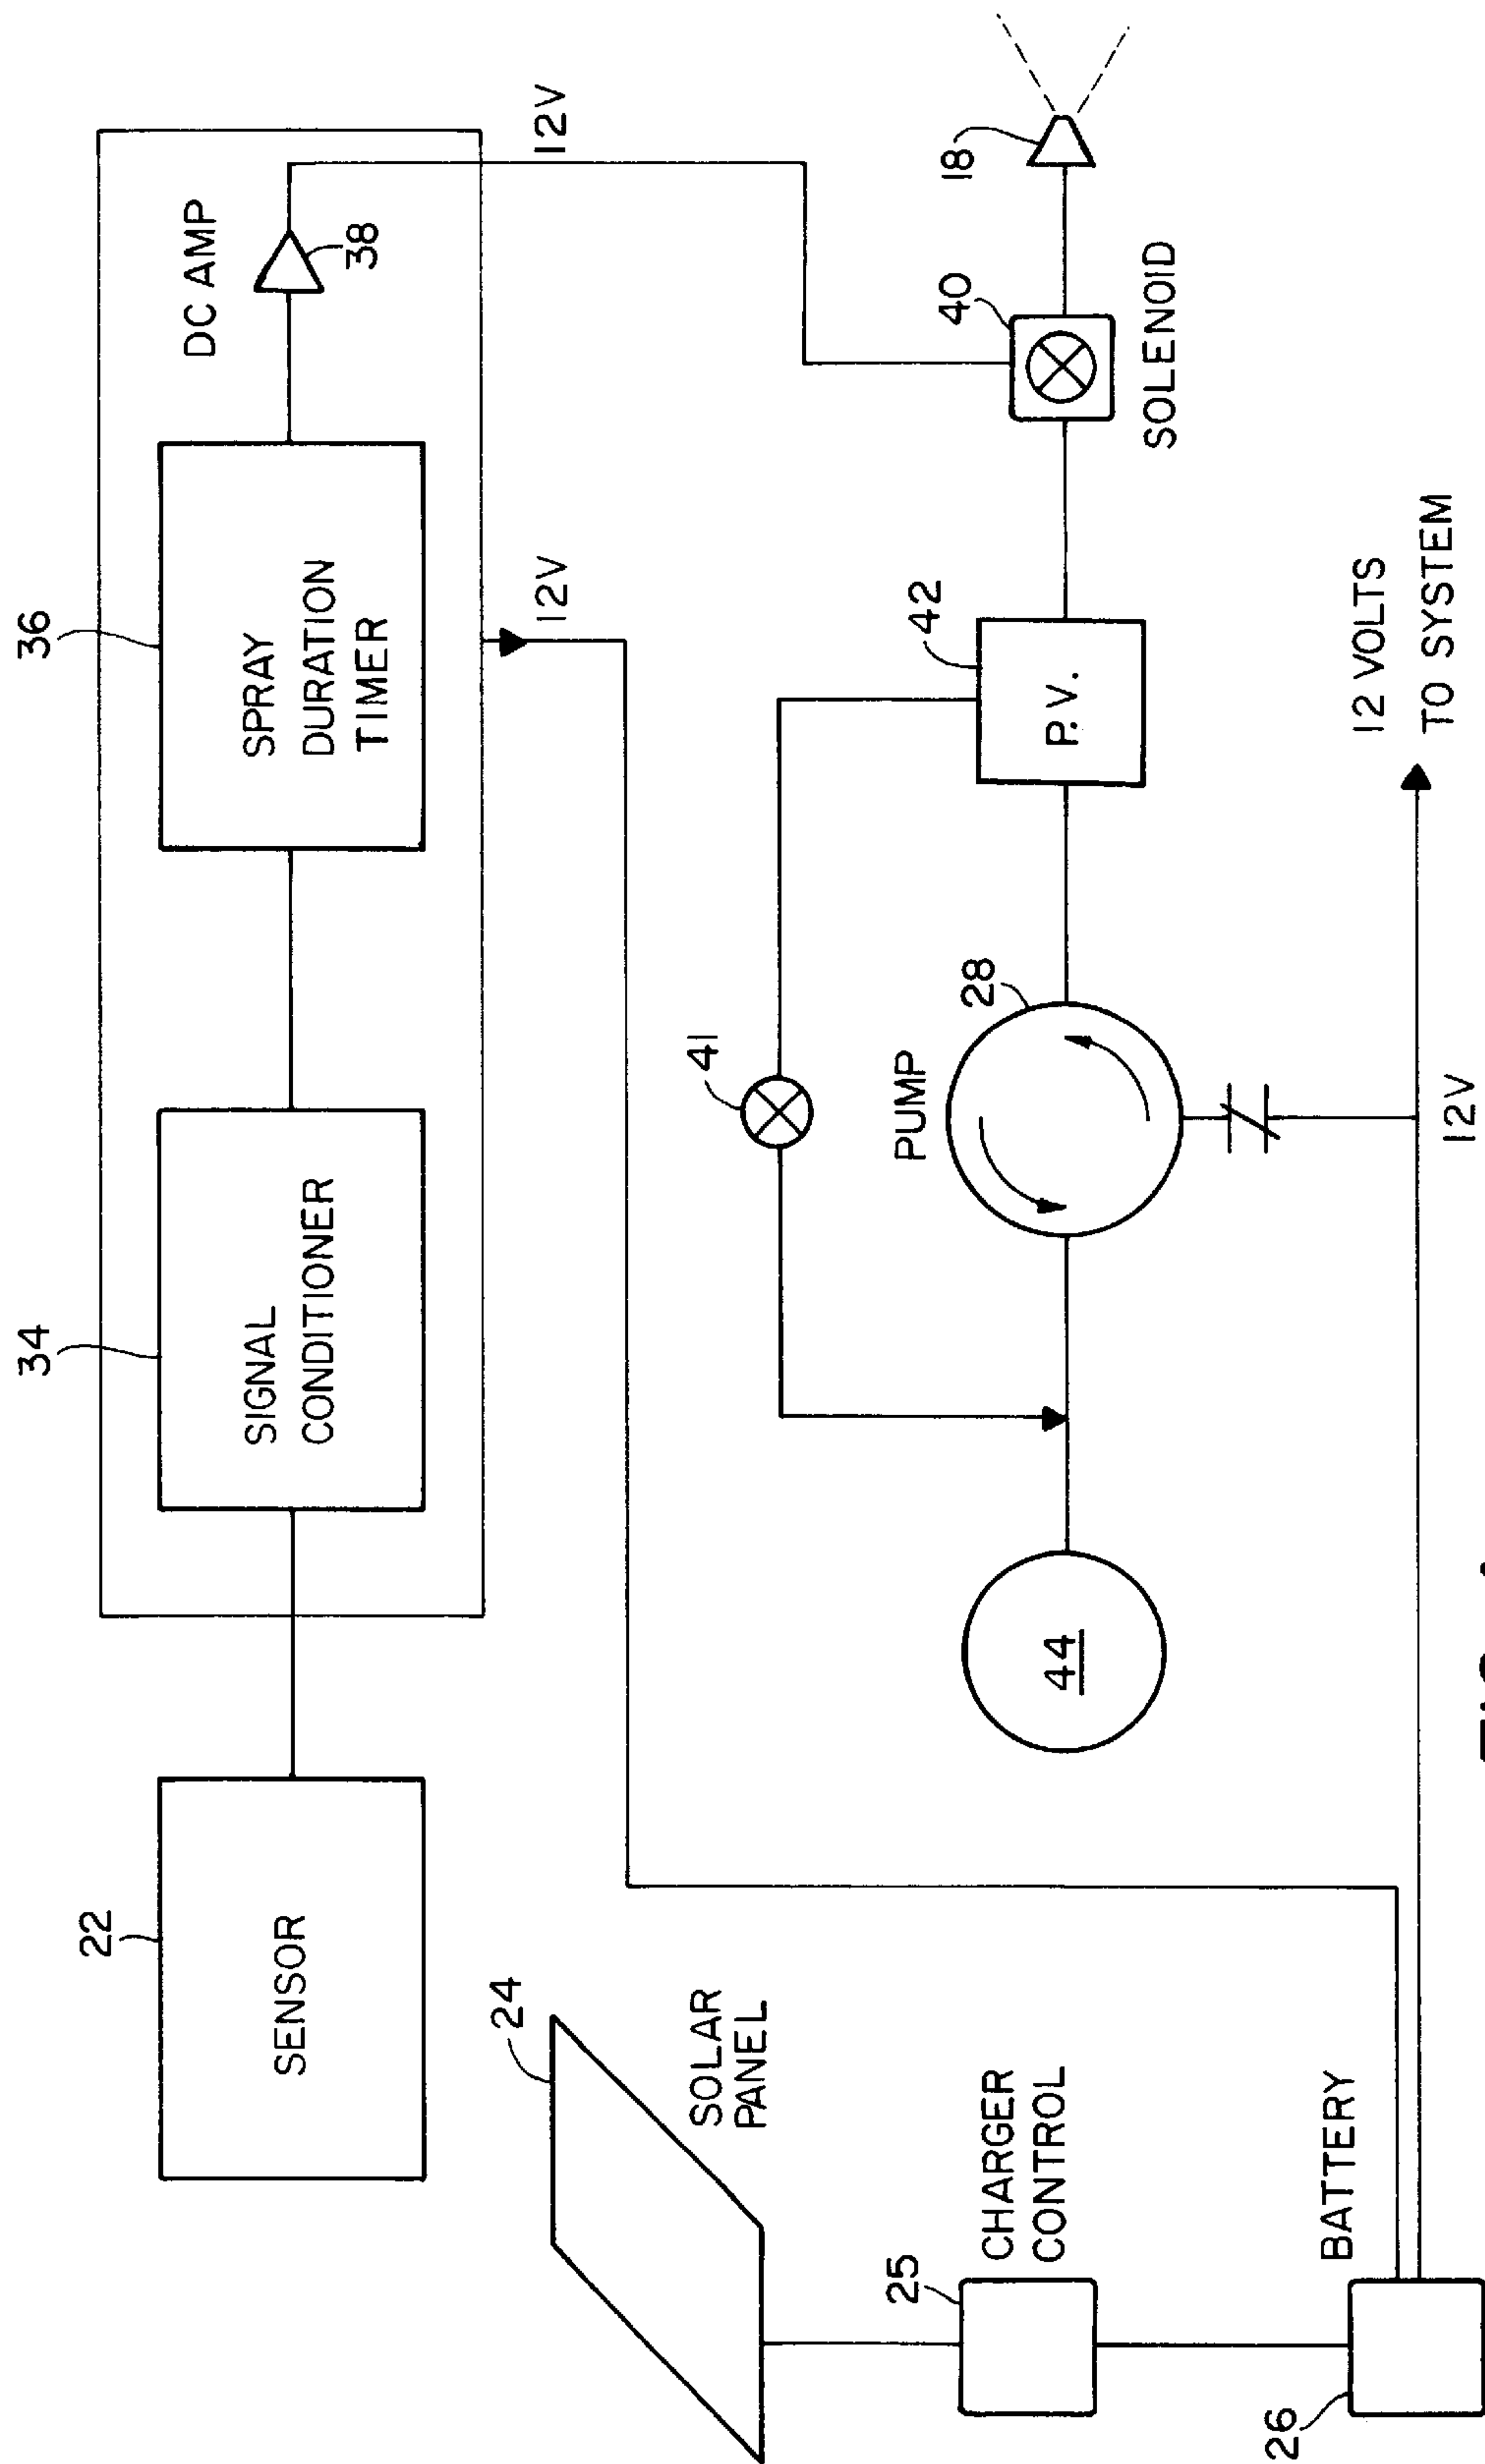 36
34
22
SPRAY
DURATION
TIMER
DC AMP
38
SIGNAL
CONDITIONER
SENSOR
12V
12V
24
SOLAR
PANEL
41
18
40
SOLENOID
42
P.V.
28
PUMP
44
25
CHARGER
CONTROL
12 VOLTS
TO SYSTEM
12V
BATTERY
26